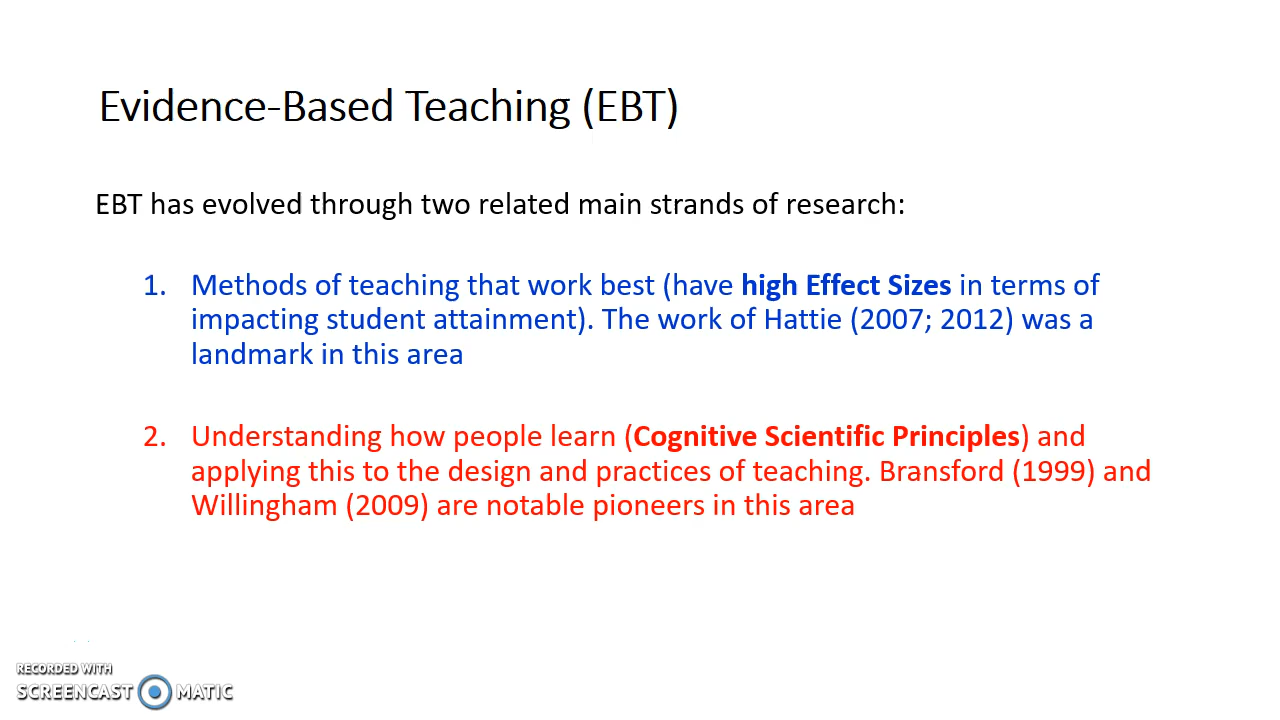 Evidence-Based Teaching (EBT)
EBT has evolved through two related main strands of research:
1. Methods of teaching that work best (have high Effect Sizes in terms of
impacting student attainment). The work of Hattie (2007; 2012) was a
landmark in this area
2. Understanding how people learn (Cognitive Scientific Principles) and
applying this to the design and practices of teaching. Bransford (1999) and
Willingham (2009) are notable pioneers in this area
RECORDED WITH
SCREENCAST MATIC